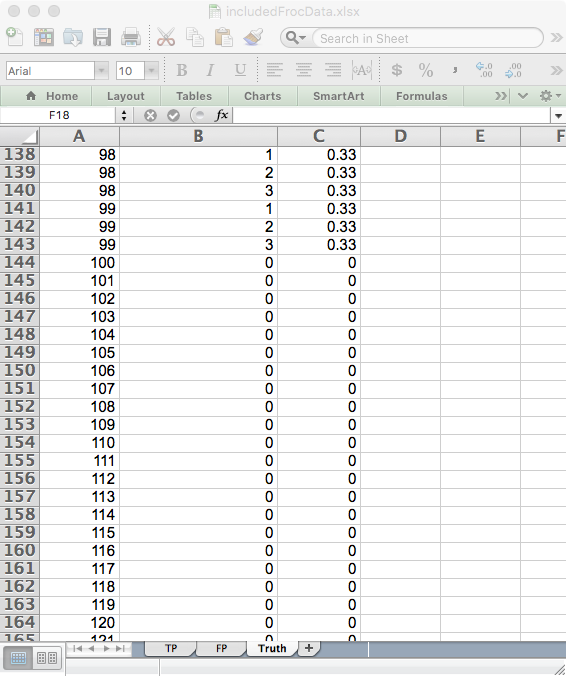 includedFrocData.xlsx
Search in Sheet
Arial 10 B I U A $ % , .0 .00 .00 .0
Home Layout Tables Charts SmartArt Formulas
F18 fx
A B C D E F
138 98 1 0.33
139 98 2 0.33
140 98 3 0.33
141 99 1 0.33
142 99 2 0.33
143 99 3 0.33
144 100 0 0
145 101 0 0
146 102 0 0
147 103 0 0
148 104 0 0
149 105 0 0
150 106 0 0
151 107 0 0
152 108 0 0
153 109 0 0
154 110 0 0
155 111 0 0
156 112 0 0
157 113 0 0
158 114 0 0
159 115 0 0
160 116 0 0
161 117 0 0
162 118 0 0
163 119 0 0
164 120 0 0
165 121 0 0
TP FP Truth +